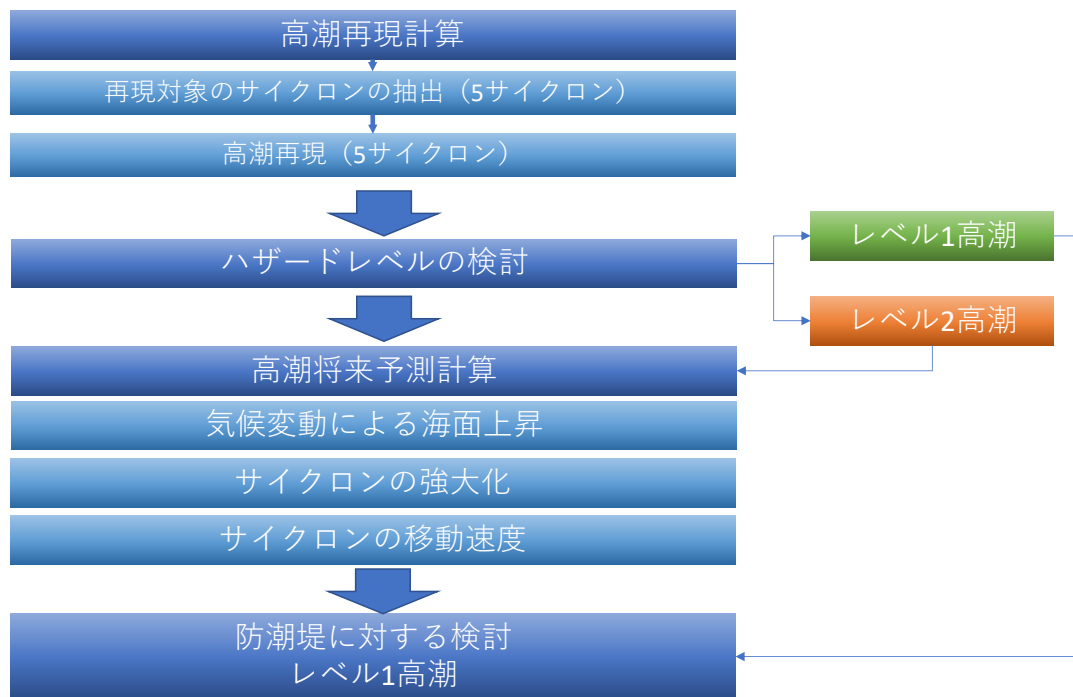 高潮再現計算
再現対象のサイクロンの抽出（5サイクロン）
高潮再現（5サイクロン）
ハザードレベルの検討
レベル1高潮
レベル2高潮
高潮将来予測計算
気候変動による海面上昇
サイクロンの強大化
サイクロンの移動速度
防潮堤に対する検討
レベル1高潮